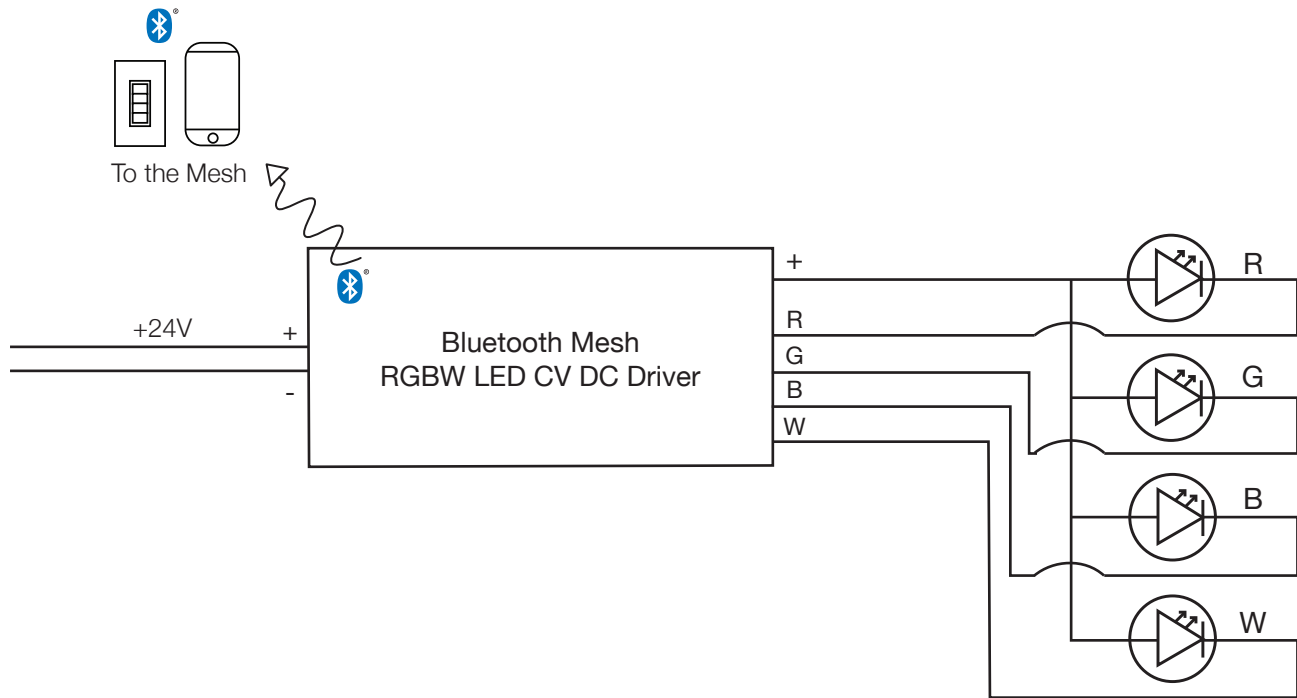 To the Mesh
+24V
+
-
Bluetooth Mesh
RGBW LED CV DC Driver
+
R
G
B
W
R
G
B
W